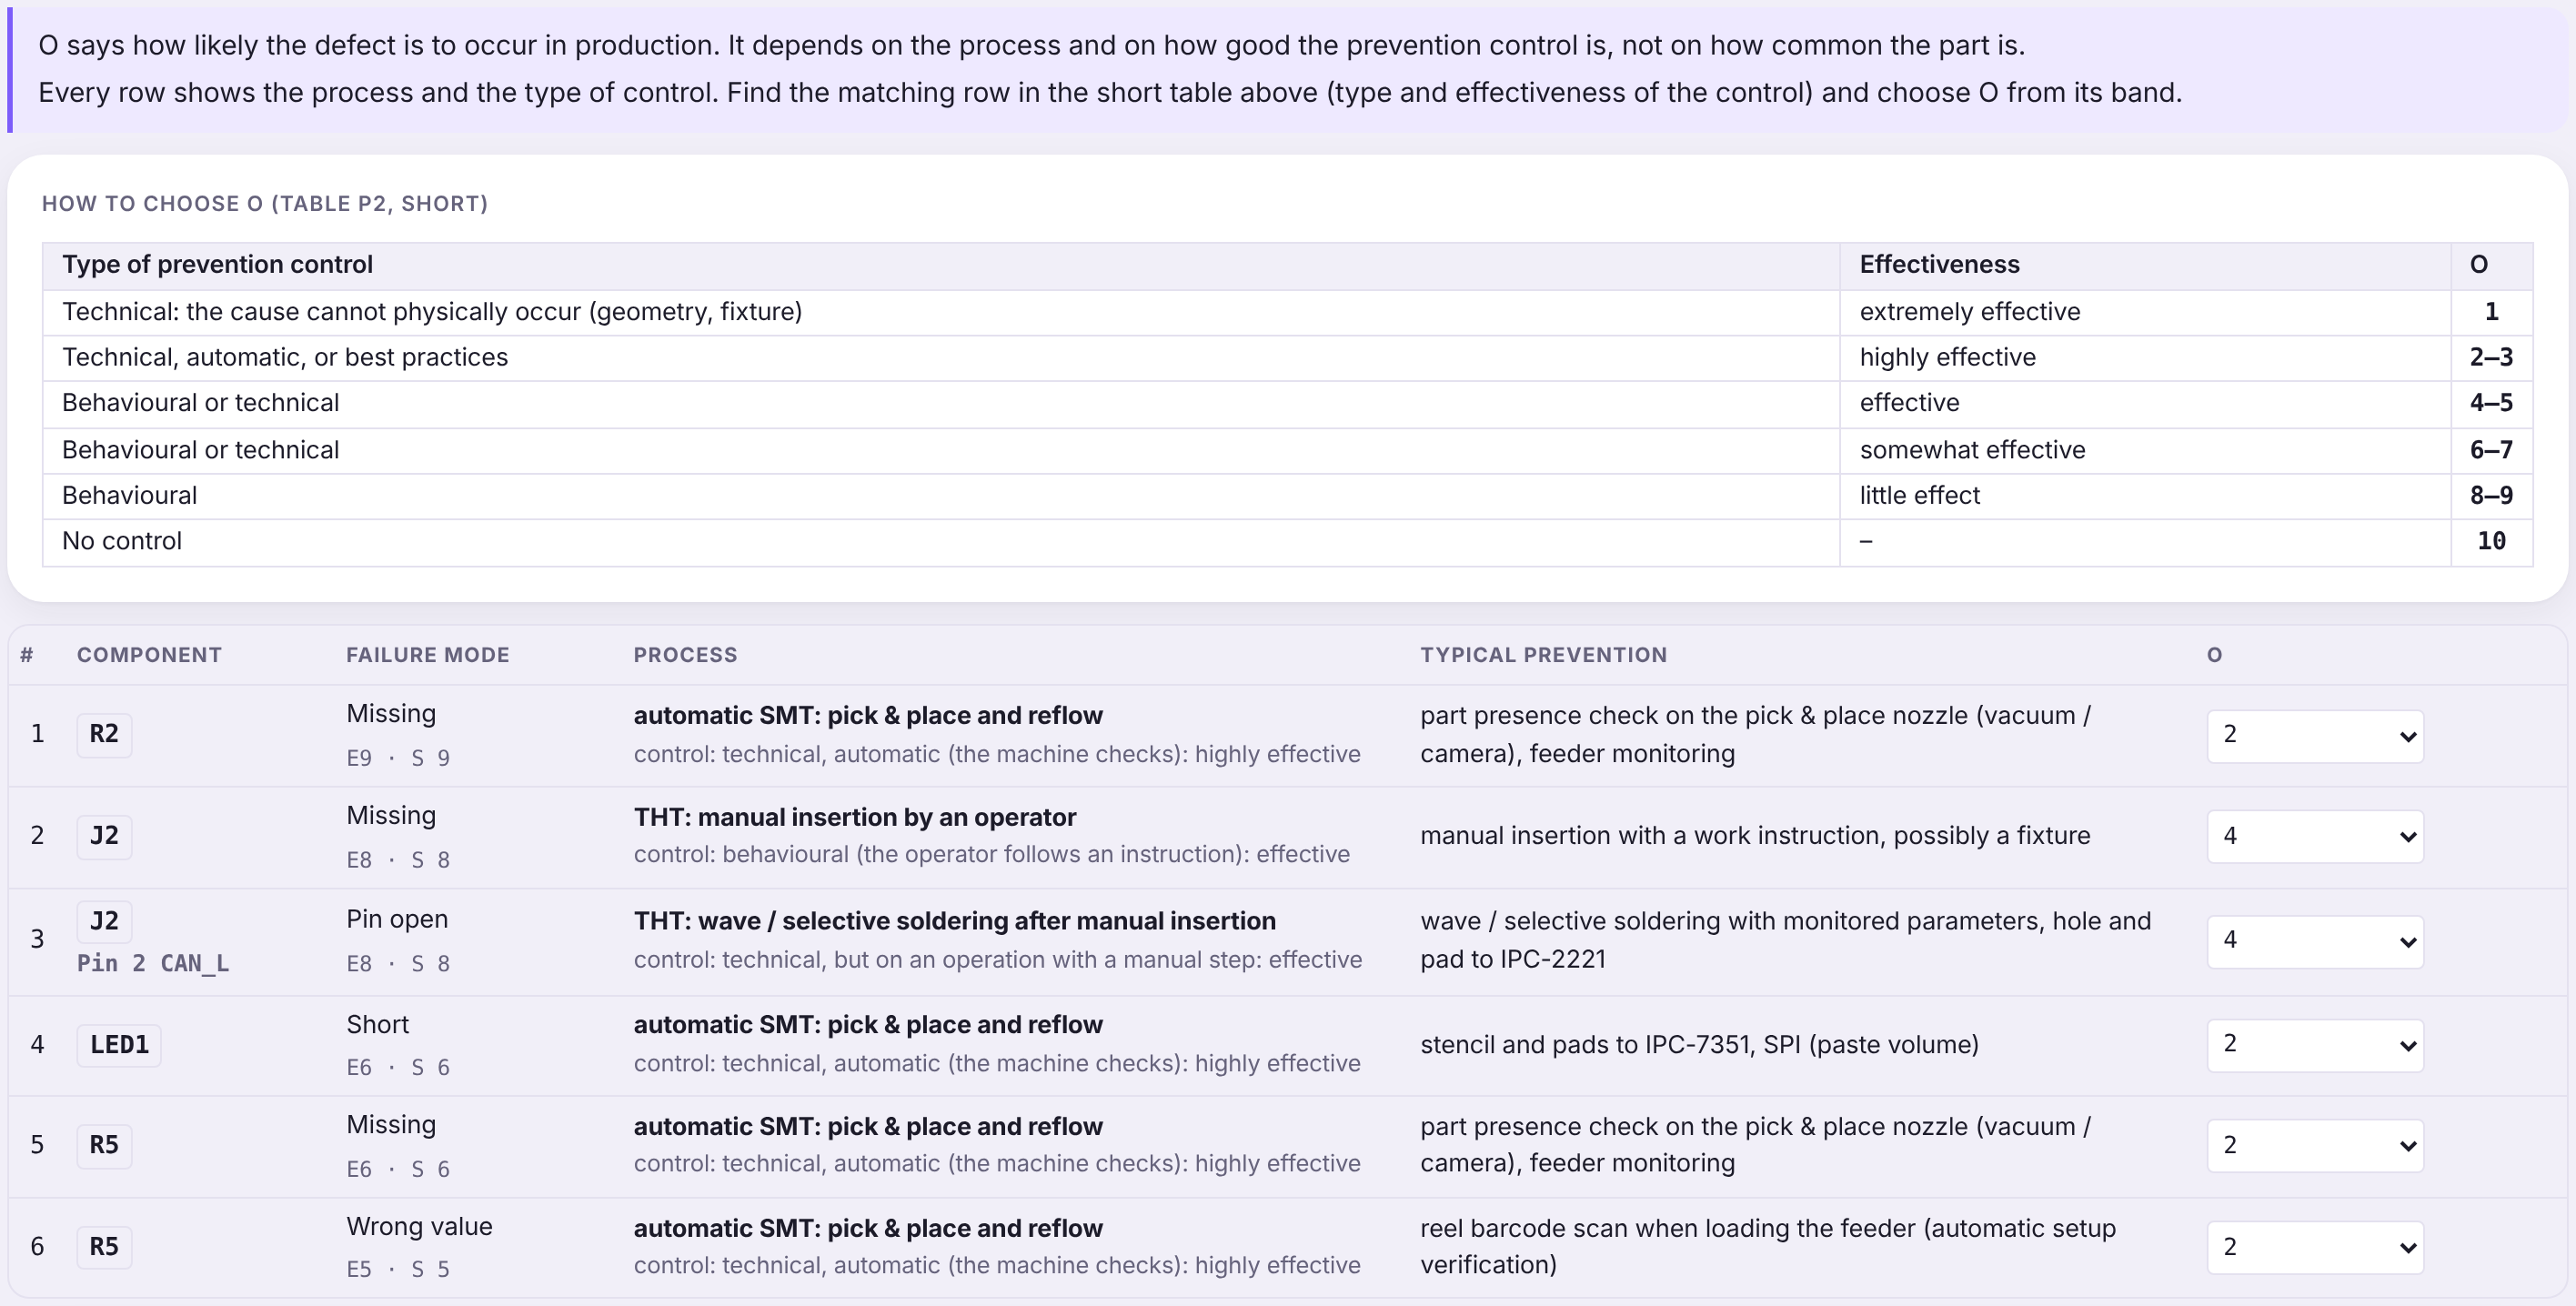 O says how likely the defect is to occur in production. It depends on the process and on how good the prevention control is, not on how common the part is.
Every row shows the process and the type of control. Find the matching row in the short table above (type and effectiveness of the control) and choose O from its band.
HOW TO CHOOSE O (TABLE P2, SHORT)
Type of prevention control Effectiveness O
Technical: the cause cannot physically occur (geometry, fixture) extremely effective 1
Technical, automatic, or best practices highly effective 2–3
Behavioural or technical effective 4–5
Behavioural or technical somewhat effective 6–7
Behavioural little effect 8–9
No control – 10
# COMPONENT FAILURE MODE PROCESS TYPICAL PREVENTION O
1 R2 Missing automatic SMT: pick & place and reflow part presence check on the pick & place nozzle (vacuum / 2
E9 · S 9 control: technical, automatic (the machine checks): highly effective camera), feeder monitoring
2 J2 Missing THT: manual insertion by an operator manual insertion with a work instruction, possibly a fixture 4
E8 · S 8 control: behavioural (the operator follows an instruction): effective
3 J2 Pin open THT: wave / selective soldering after manual insertion wave / selective soldering with monitored parameters, hole and 4
Pin 2 CAN_L E8 · S 8 control: technical, but on an operation with a manual step: effective pad to IPC-2221
4 LED1 Short automatic SMT: pick & place and reflow stencil and pads to IPC-7351, SPI (paste volume) 2
E6 · S 6 control: technical, automatic (the machine checks): highly effective
5 R5 Missing automatic SMT: pick & place and reflow part presence check on the pick & place nozzle (vacuum / 2
E6 · S 6 control: technical, automatic (the machine checks): highly effective camera), feeder monitoring
6 R5 Wrong value automatic SMT: pick & place and reflow reel barcode scan when loading the feeder (automatic setup 2
E5 · S 5 control: technical, automatic (the machine checks): highly effective verification)